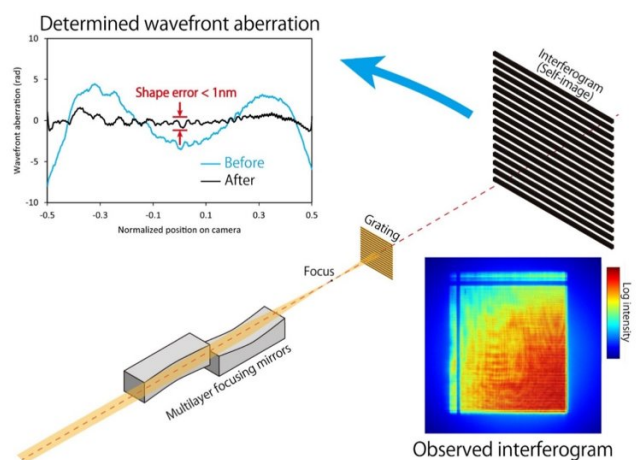 Determined wavefront aberration
Wavefront aberration (rad)
10
5
0
-5
-10
Shape error < 1nm
Before
After
-0.5
-0.3
-0.1
0.1
0.3
0.5
Normalized position on camera
Interferogram
(Self-image)
Grating
Focus
Multilayer focusing mirrors
Log intensity
Observed interferogram